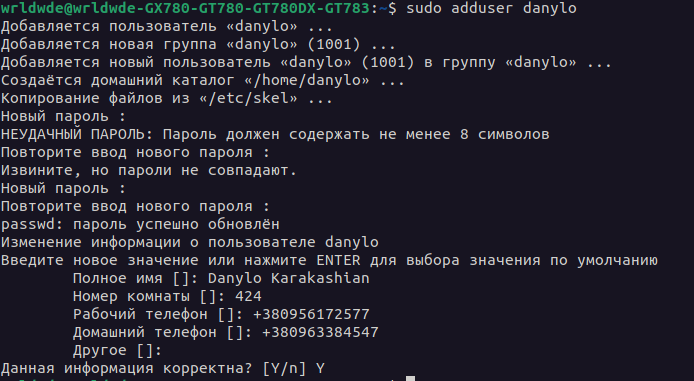 wrldwde@wrldwde-GX780-GT780-GT780DX-GT783:~$ sudo adduser danylo
Добавляется пользователь «danylo» ...
Добавляется новая группа «danylo» (1001) ...
Добавляется новый пользователь «danylo» (1001) в группу «danylo» ...
Создаётся домашний каталог «/home/danylo» ...
Копирование файлов из «/etc/skel» ...
Новый пароль :
НЕУДАЧНЫЙ ПАРОЛЬ: Пароль должен содержать не менее 8 символов
Повторите ввод нового пароля :
Извините, но пароли не совпадают.
Новый пароль :
Повторите ввод нового пароля :
passwd: пароль успешно обновлён
Изменение информации о пользователе danylo
Введите новое значение или нажмите ENTER для выбора значения по умолчанию
Полное имя []: Danylo Karakashian
Номер комнаты []: 424
Рабочий телефон []: +380956172577
Домашний телефон []: +380963384547
Другое []:
Данная информация корректна? [Y/n] Y